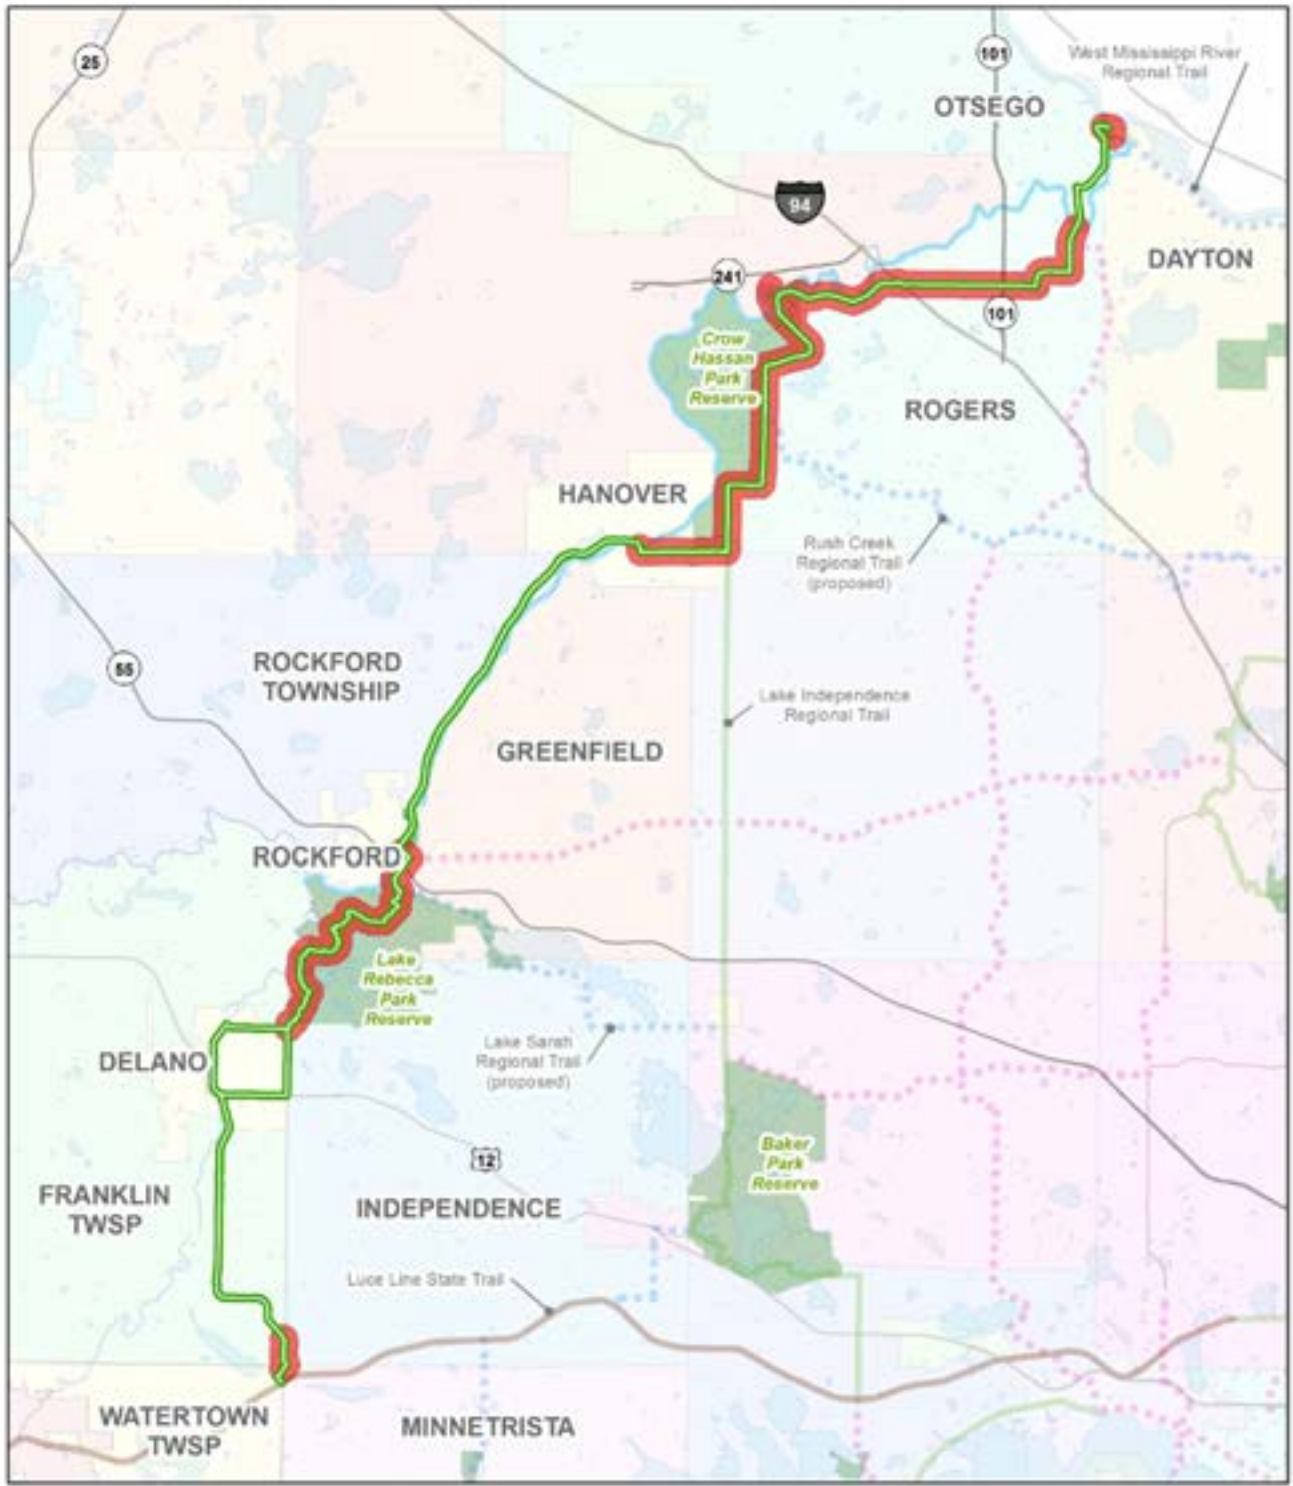 25
101
West Mississippi River
Regional Trail
OTSEGO
94
DAYTON
241
101
Crow
Hassan
Park
Reserve
ROGERS
HANOVER
Rush Creek
Regional Trail
(proposed)
55
ROCKFORD
TOWNSHIP
Lake Independence
Regional Trail
GREENFIELD
ROCKFORD
Lake
Rebecca
Park
Reserve
DELANO
Lake Sarah
Regional Trail
(proposed)
12
Baker
Park
Reserve
FRANKLIN
TWSP
INDEPENDENCE
Luce Line State Trail
WATERTOWN
TWSP
MINNETRISTA